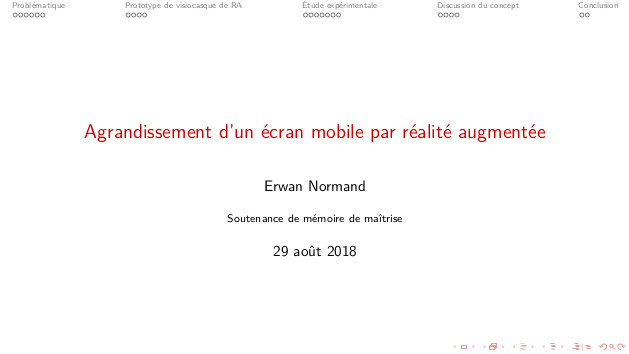 Problématique Prototype de visiocasque de RA Étude expérimentale Discussion du concept Conclusion
Agrandissement d'un écran mobile par réalité augmentée
Erwan Normand
Soutenance de mémoire de maîtrise
29 août 2018